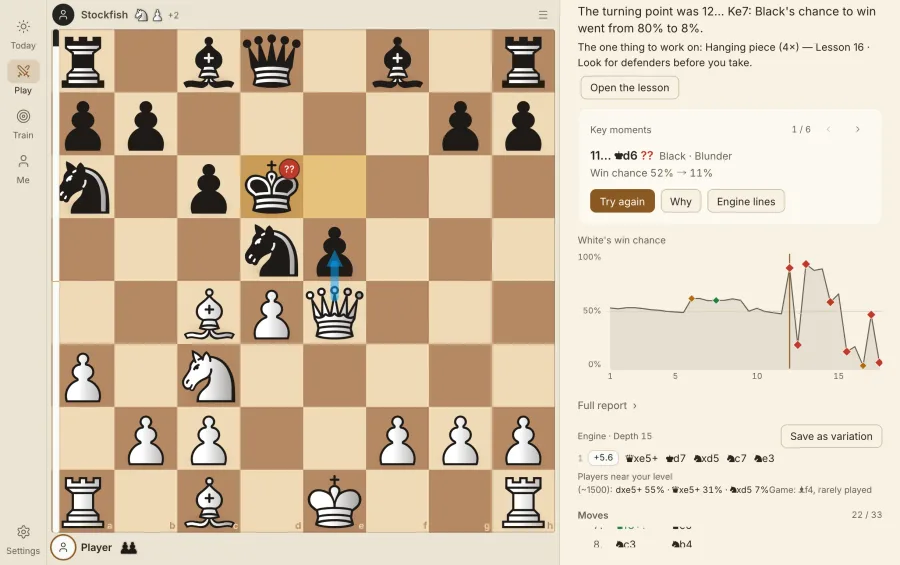 Stockfish +2
Today
Play
Train
Me
Settings
??
a b c d e f g h
Player
The turning point was 12… Ke7: Black's chance to win
went from 80% to 8%.
The one thing to work on: Hanging piece (4×) — Lesson 16 ·
Look for defenders before you take.
Open the lesson
Key moments 1 / 6 ‹ ›
11… ♚d6 ?? Black · Blunder
Win chance 52% → 11%
Try again Why Engine lines
White's win chance
100%
50%
0%
1 5 10 15
Full report ›
Engine · Depth 15 Save as variation
1 +5.6 ♛xe5+ ♚d7 ♞xd5 ♞c7 ♞e3
Players near your level
(~1500): dxe5+ 55% · ♛xe5+ 31% · ♞xd5 7%Game: ♝f4, rarely played
Moves 22 / 33
8. ♞c3 ♞b4